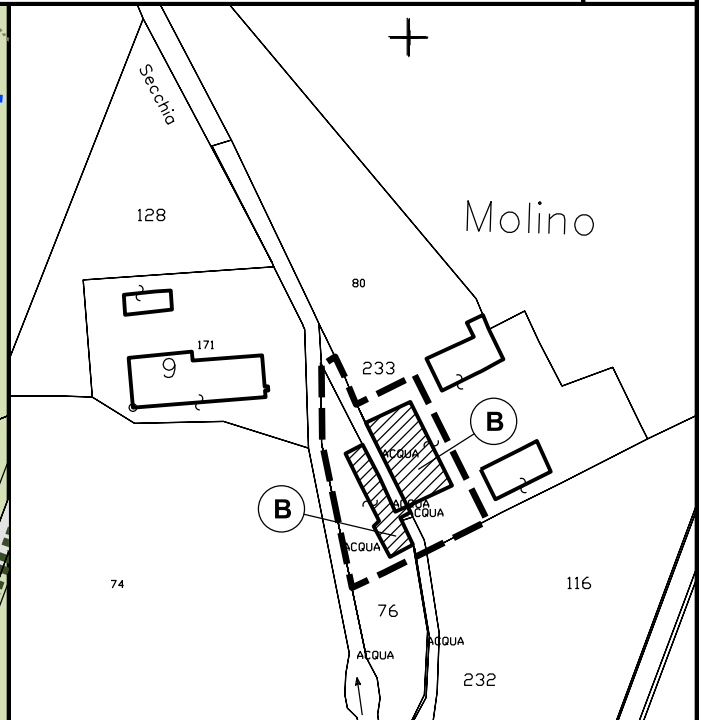 Secchia
128
Molino
80
171
9
233
B
ACQUA
ACQUA
ACQUA
B
ACQUA
74
116
76
ACQUA
ACQUA
232